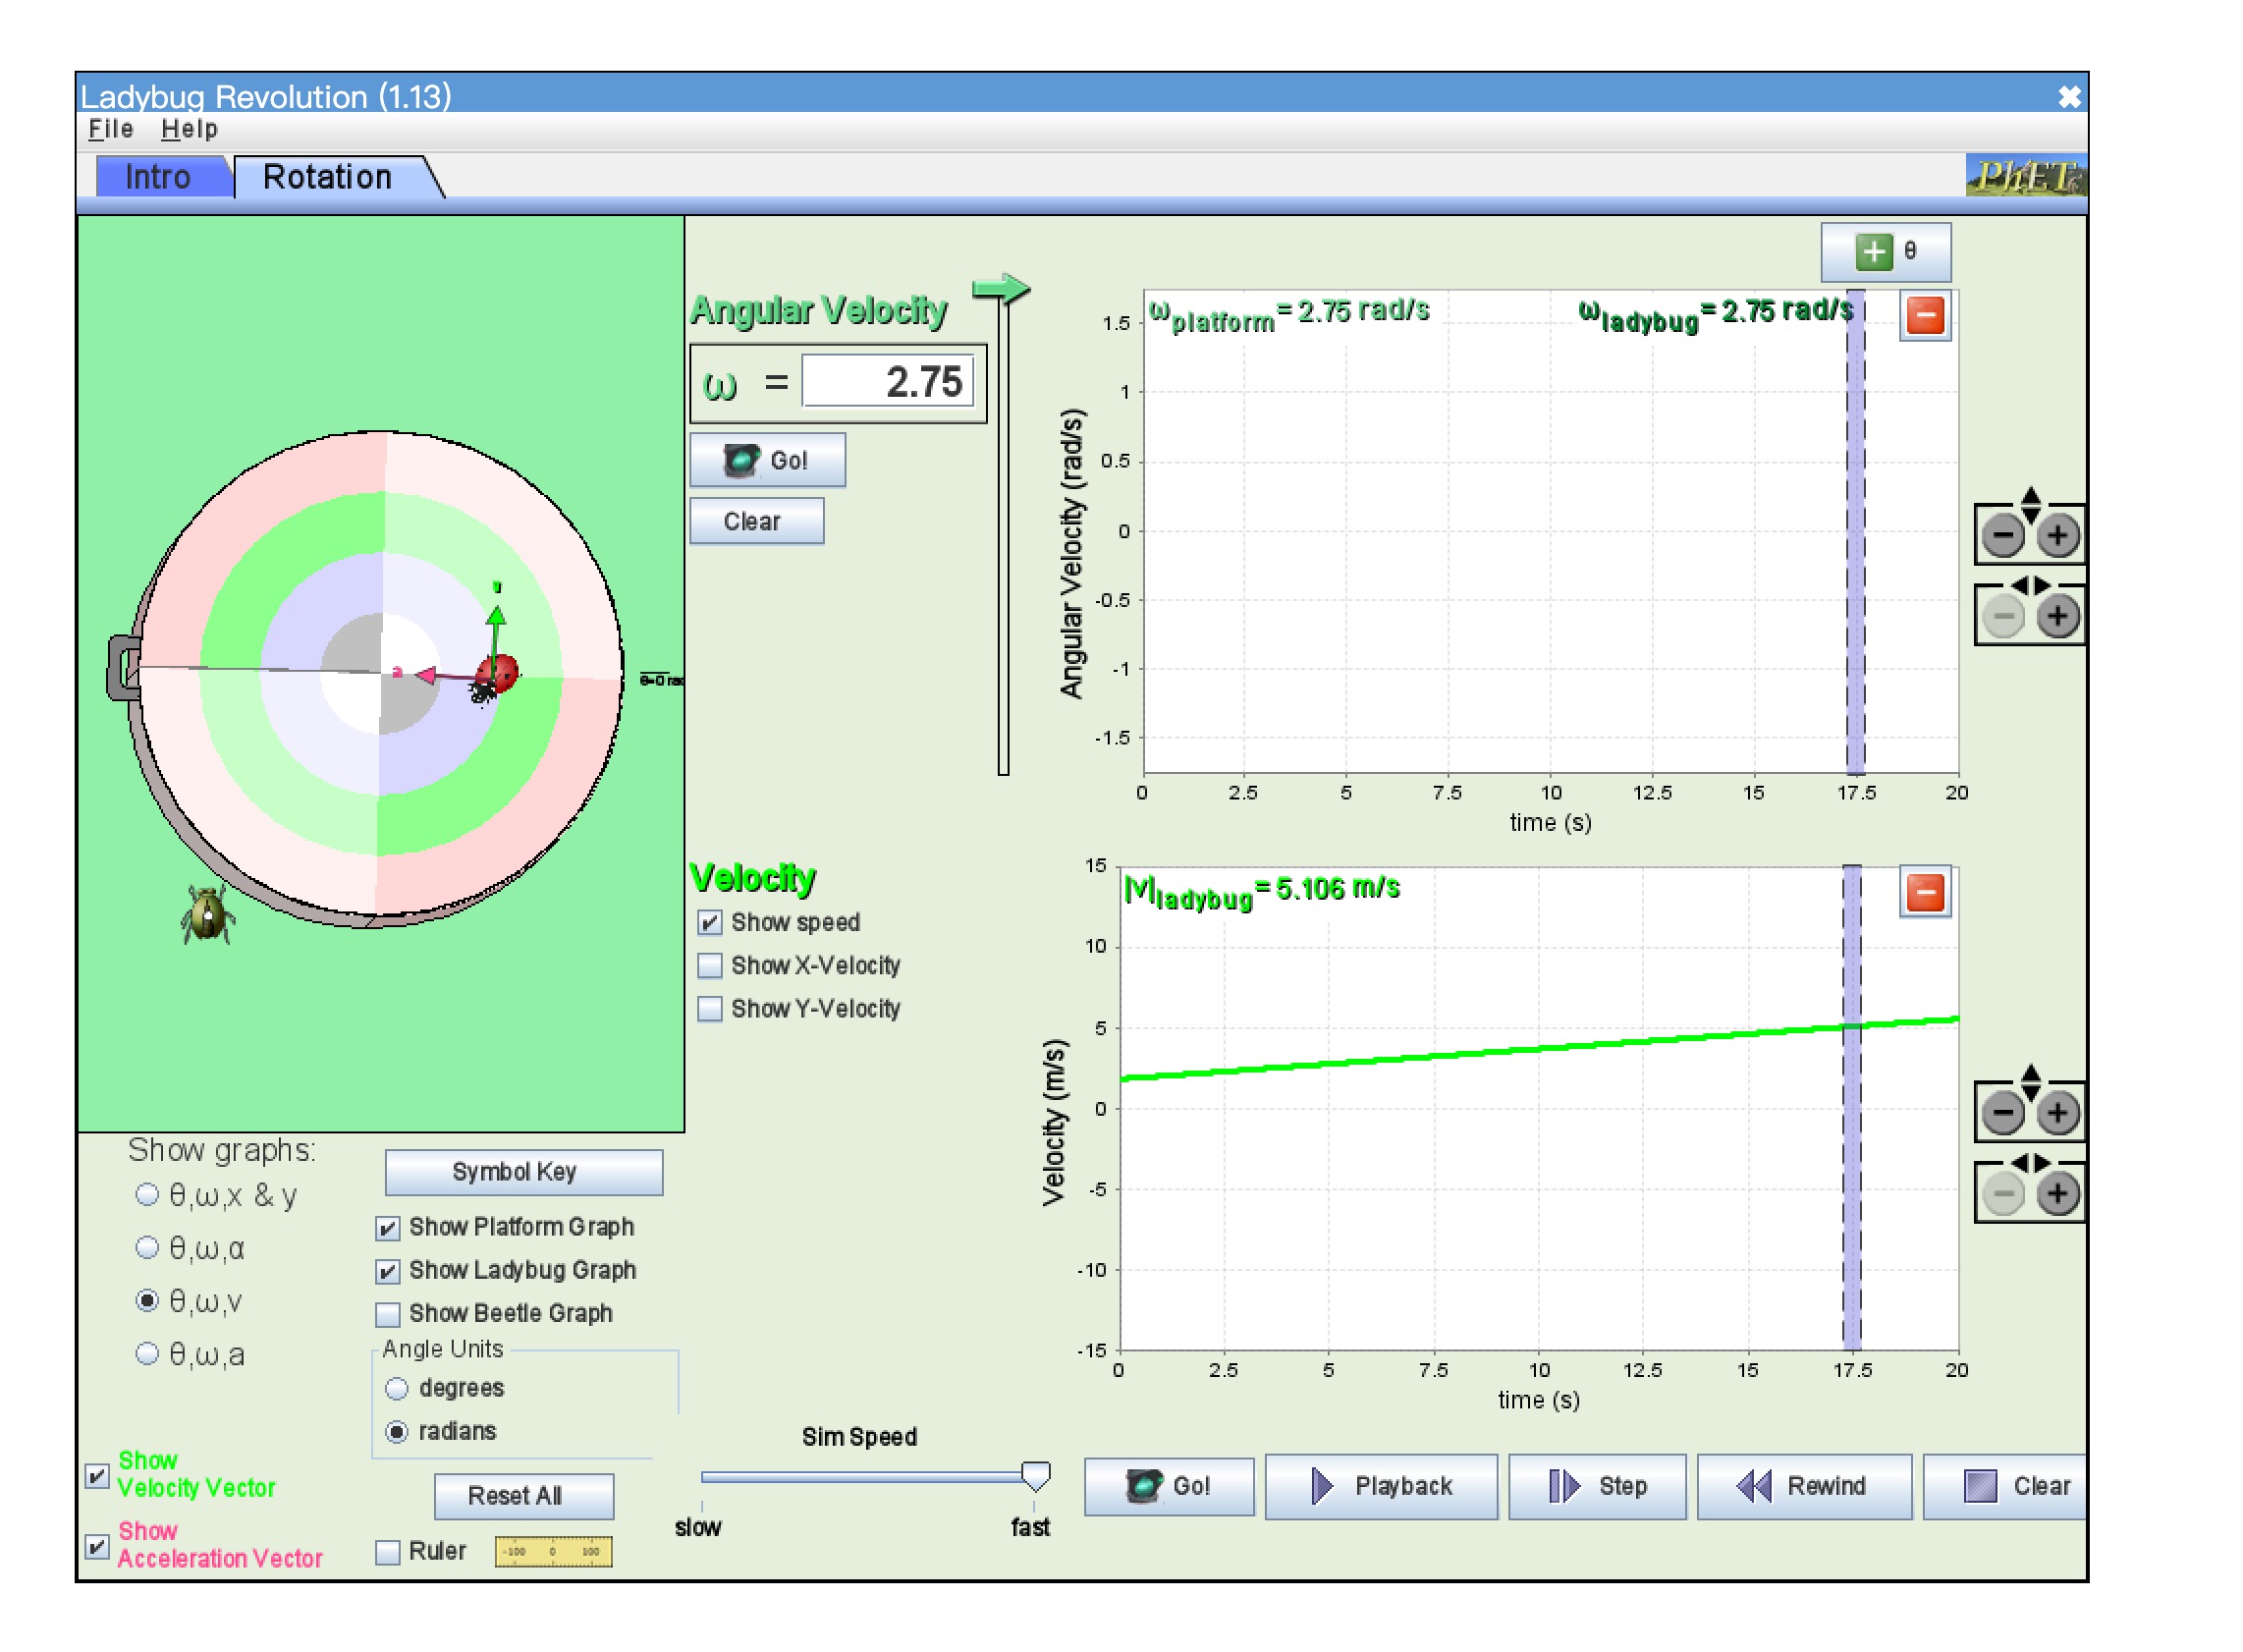 Ladybug Revolution (1.13)
File Help
Intro Rotation
PhET
θ
Angular Velocity
ω = 2.75
Go!
Clear
ω platform = 2.75 rad/s
ω ladybug = 2.75 rad/s
Angular Velocity (rad/s)
1.5
1
0.5
0
-0.5
-1
-1.5
0 2.5 5 7.5 10 12.5 15 17.5 20
time (s)
v
a
θ=0 rad
Velocity
Show speed
Show X-Velocity
Show Y-Velocity
|v| ladybug = 5.106 m/s
Velocity (m/s)
15
10
5
0
-5
-10
-15
0 2.5 5 7.5 10 12.5 15 17.5 20
time (s)
Show graphs:
θ,ω,x & y
θ,ω,α
θ,ω,v
θ,ω,a
Symbol Key
Show Platform Graph
Show Ladybug Graph
Show Beetle Graph
Angle Units
degrees
radians
Show
Velocity Vector
Show
Acceleration Vector
Reset All
Ruler
-100 0 100
Sim Speed
slow fast
Go! Playback Step Rewind Clear